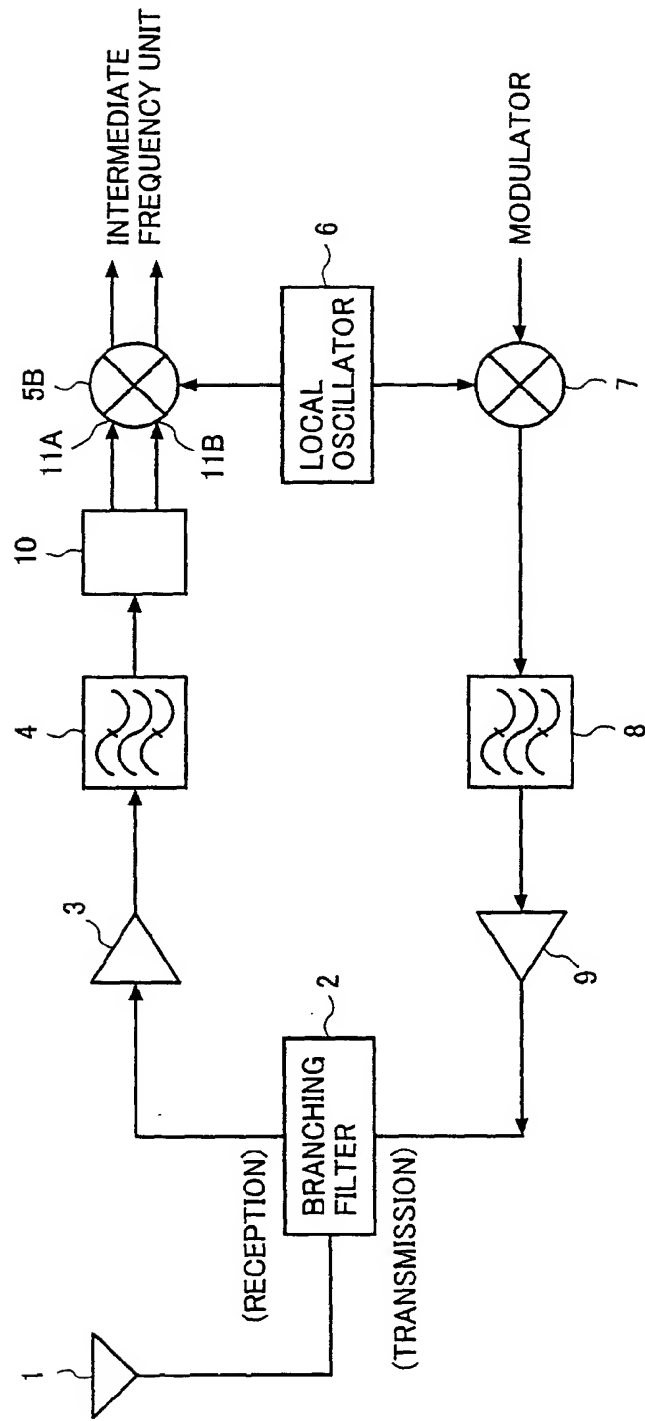 1
(RECEPTION)
BRANCHING
FILTER
2
(TRANSMISSION)
3
4
10
11A
11B
5B
INTERMEDIATE
FREQUENCY UNIT
LOCAL
OSCILLATOR
6
MODULATOR
7
8
9